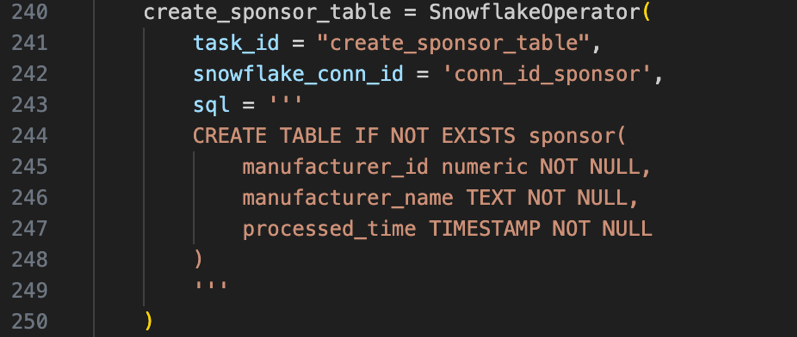 240 create_sponsor_table = SnowflakeOperator(
241 task_id = "create_sponsor_table",
242 snowflake_conn_id = 'conn_id_sponsor',
243 sql = '''
244 CREATE TABLE IF NOT EXISTS sponsor(
245 manufacturer_id numeric NOT NULL,
246 manufacturer_name TEXT NOT NULL,
247 processed_time TIMESTAMP NOT NULL
248 )
249 '''
250 )